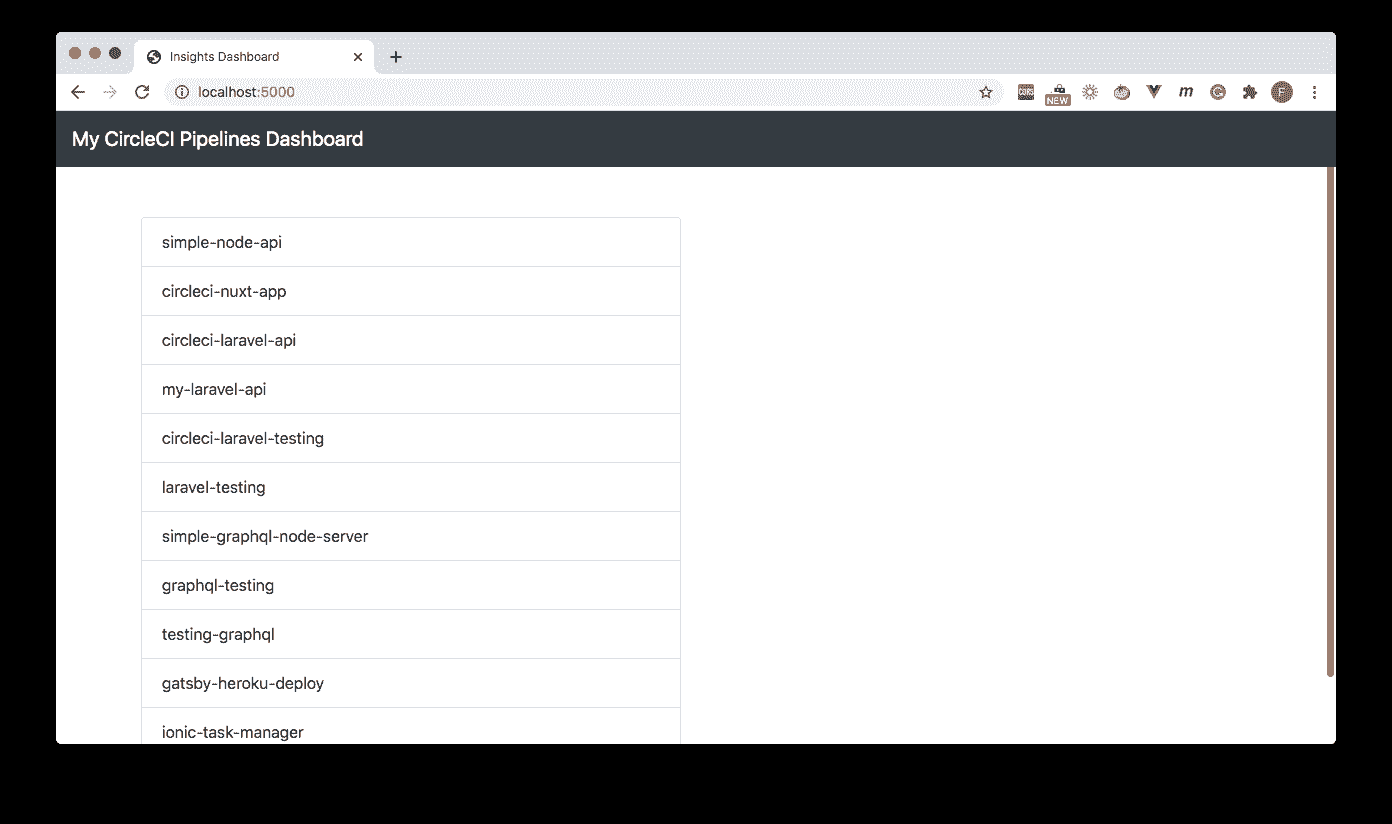 Insights Dashboard
localhost:5000
CORS
NEW
m
G
F
My CircleCI Pipelines Dashboard
simple-node-api
circleci-nuxt-app
circleci-laravel-api
my-laravel-api
circleci-laravel-testing
laravel-testing
simple-graphql-node-server
graphql-testing
testing-graphql
gatsby-heroku-deploy
ionic-task-manager